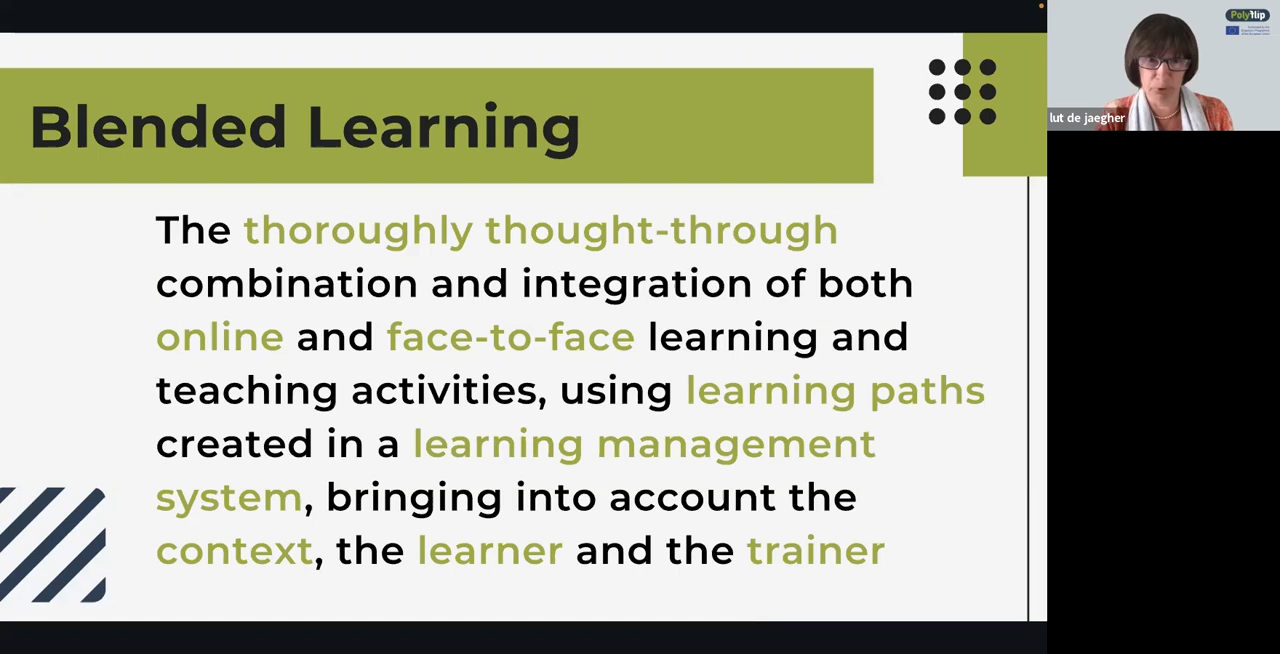 Blended Learning
The thoroughly thought-through
combination and integration of both
online and face-to-face learning and
teaching activities, using learning paths
created in a learning management
system, bringing into account the
context, the learner and the trainer
Polyflip
lut de jaegher